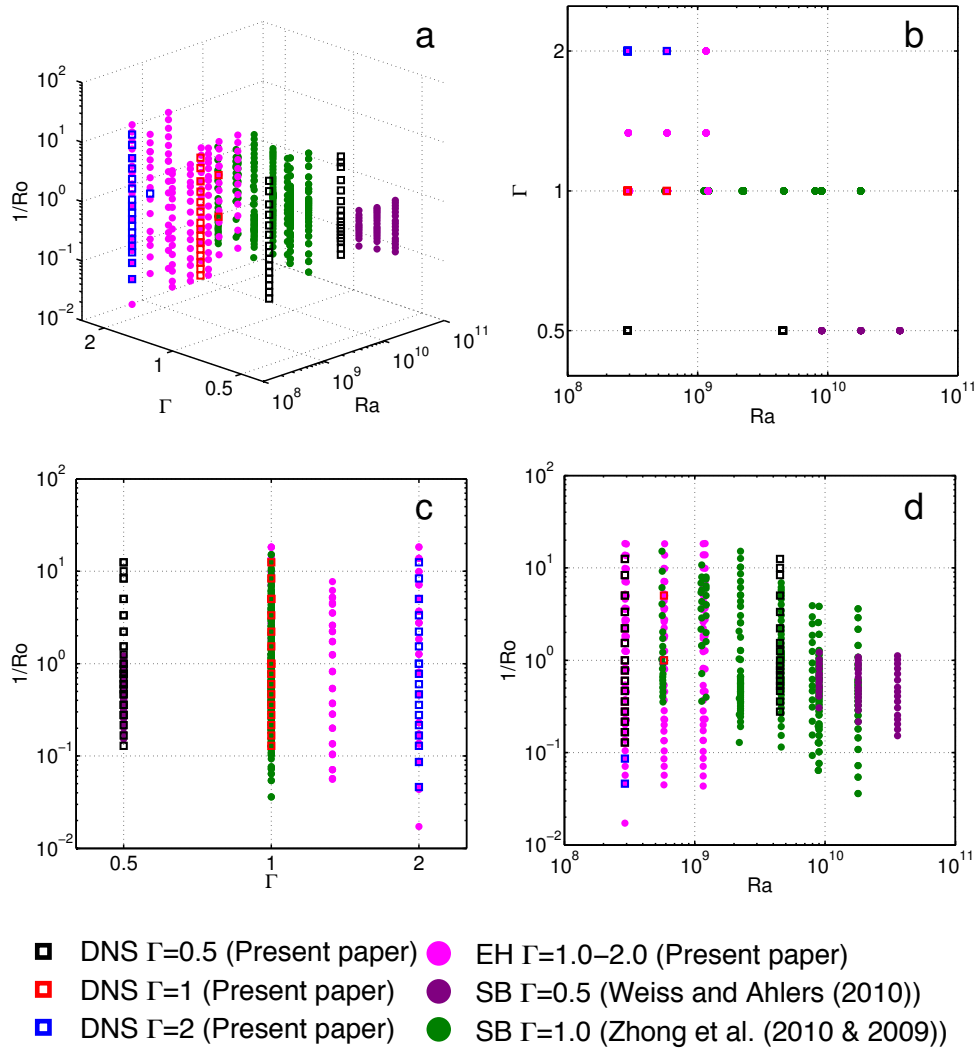 a
10^2
10^1
10^0
10^-1
10^-2
1/Ro
2
1
0.5
Γ
10^8
10^9
10^10
10^11
Ra
b
2
1
0.5
Γ
10^8
10^9
10^10
10^11
Ra
c
10^2
10^1
10^0
10^-1
10^-2
1/Ro
0.5
1
2
Γ
d
10^2
10^1
10^0
10^-1
10^-2
1/Ro
10^8
10^9
10^10
10^11
Ra
DNS Γ=0.5 (Present paper)
DNS Γ=1 (Present paper)
DNS Γ=2 (Present paper)
EH Γ=1.0−2.0 (Present paper)
SB Γ=0.5 (Weiss and Ahlers (2010))
SB Γ=1.0 (Zhong et al. (2010 & 2009))